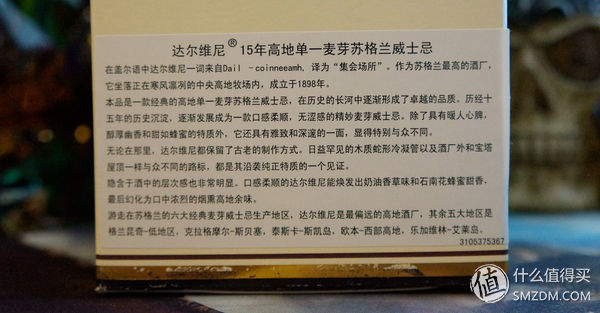 达尔维尼®15年高地单一麦芽苏格兰威士忌
在盖尔语中达尔维尼一词来自Dail - coinneeamh, 译为“集会场所”。作为苏格兰最高的酒厂,
它坐落正在寒风凛冽的中央高地牧场内，成立于1898年。
本品是一款经典的高地单一麦芽苏格兰威士忌，在历史的长河中逐渐形成了卓越的品质。历经十
五年的历史沉淀，逐渐发展成为一款口感柔顺，无涩感的精妙麦芽威士忌。除了具有暖人心脾，
醇厚幽香和甜如蜂蜜的特质外，它还具有雅致和深邃的一面，显得特别与众不同。
无论在那里，达尔维尼都保留了古老的制作方式。日益罕见的木质蛇形冷凝管以及酒厂外和宝塔
屋顶一样与众不同的路标，都是其沿袭纯正特质的一个见证。
隐含于酒中的层次感也非常明显。口感柔顺的达尔维尼能焕发出奶油香草味和石南花蜂蜜甜香，
最后幻化为口中浓烈的烟熏高地余味。
游走在苏格兰的六大经典麦芽威士忌生产地区，达尔维尼是最偏远的高地酒厂，其余五大地区是
格兰昆奇-低地区，克拉格摩尔-斯贝塞，泰斯卡-斯凯岛，欧本-西部高地，乐加维林-艾莱岛。
3105375367
值 什么值得买
SMZDM.COM